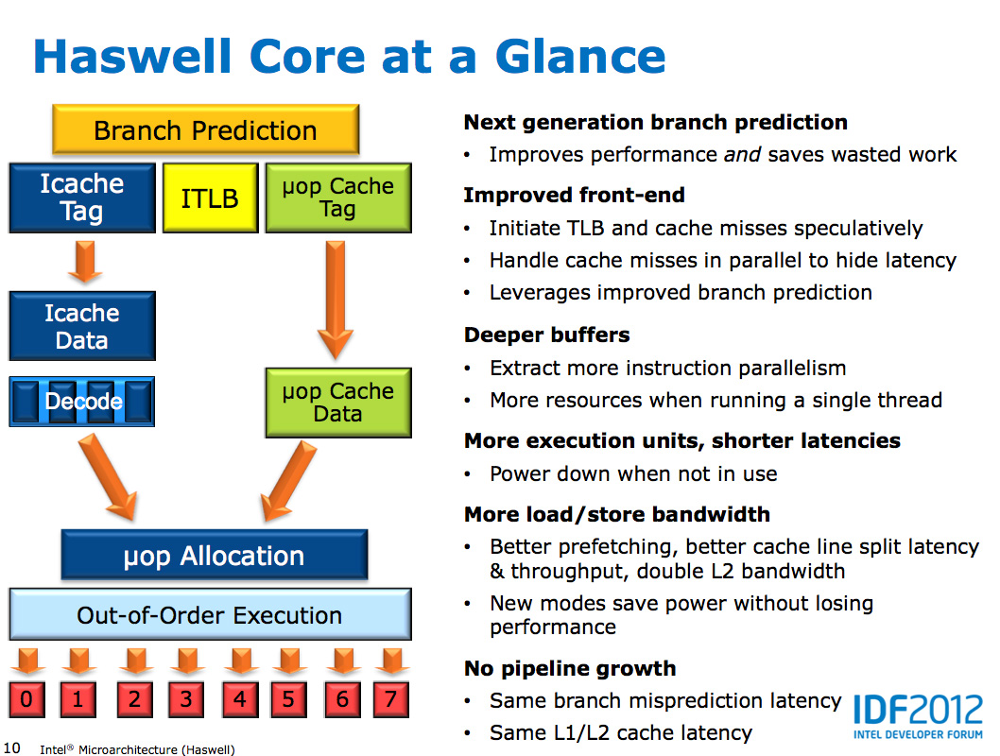 Haswell Core at a Glance
Branch Prediction
Icache
Tag
ITLB
µop Cache
Tag
Icache
Data
Decode
µop Cache
Data
µop Allocation
Out-of-Order Execution
0 1 2 3 4 5 6 7
Next generation branch prediction
• Improves performance and saves wasted work
Improved front-end
• Initiate TLB and cache misses speculatively
• Handle cache misses in parallel to hide latency
• Leverages improved branch prediction
Deeper buffers
• Extract more instruction parallelism
• More resources when running a single thread
More execution units, shorter latencies
• Power down when not in use
More load/store bandwidth
• Better prefetching, better cache line split latency
& throughput, double L2 bandwidth
• New modes save power without losing
performance
No pipeline growth
• Same branch misprediction latency
• Same L1/L2 cache latency
10 Intel® Microarchitecture (Haswell)
IDF2012
INTEL DEVELOPER FORUM